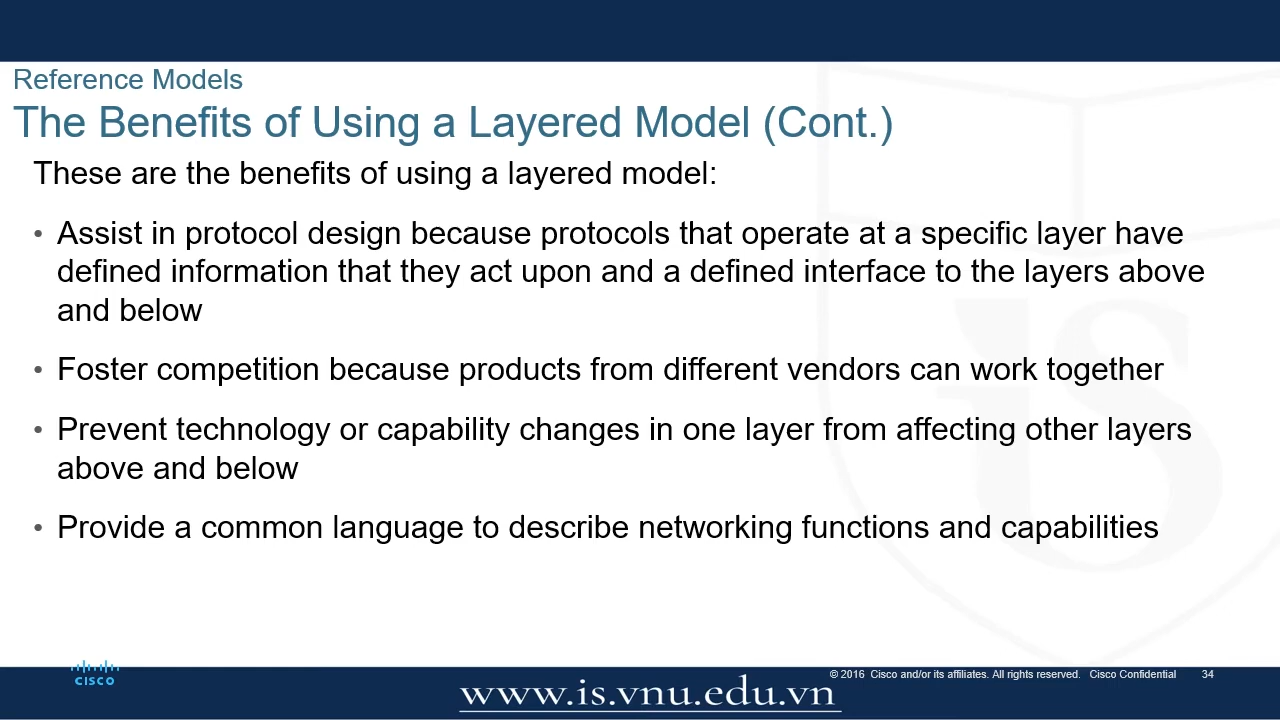 Reference Models
The Benefits of Using a Layered Model (Cont.)
These are the benefits of using a layered model:
• Assist in protocol design because protocols that operate at a specific layer have
defined information that they act upon and a defined interface to the layers above
and below
• Foster competition because products from different vendors can work together
• Prevent technology or capability changes in one layer from affecting other layers
above and below
• Provide a common language to describe networking functions and capabilities
iS
CISCO
© 2016 Cisco and/or its affiliates. All rights reserved. Cisco Confidential 34
www.is.vnu.edu.vn